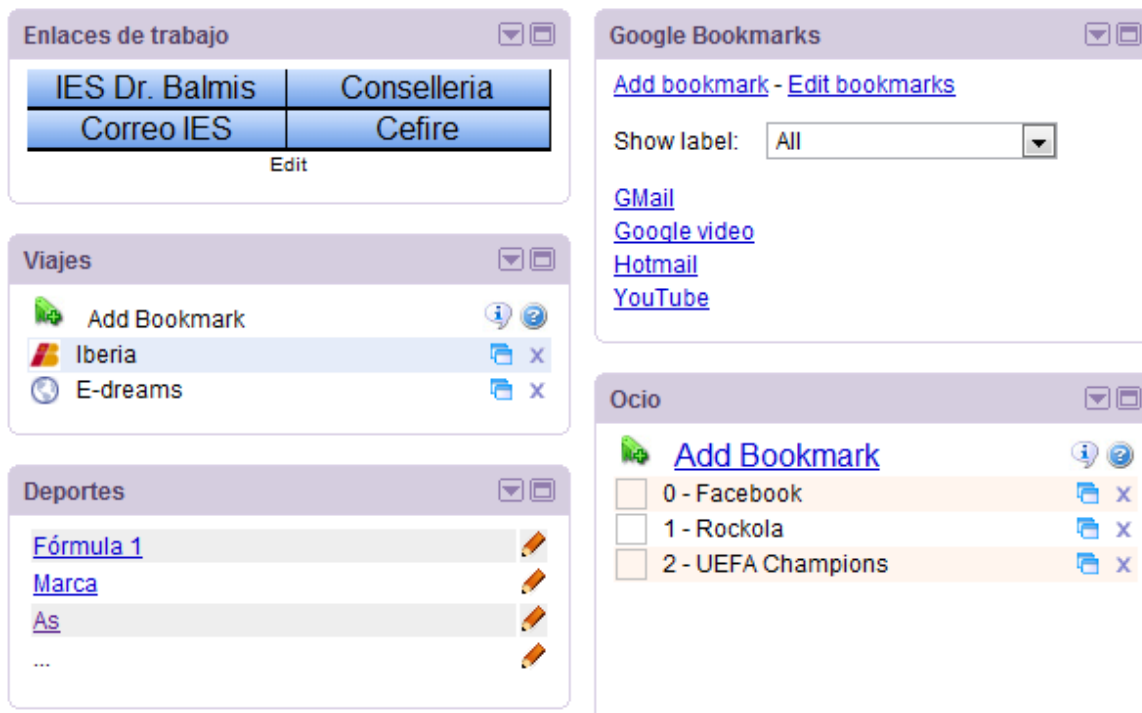 Enlaces de trabajo
IES Dr. Balmis Conselleria
Correo IES Cefire
Edit
Viajes
Add Bookmark
Iberia
E-dreams
Deportes
Fórmula 1
Marca
As
...
Google Bookmarks
Add bookmark - Edit bookmarks
Show label: All
GMail
Google video
Hotmail
YouTube
Ocio
Add Bookmark
0 - Facebook
1 - Rockola
2 - UEFA Champions